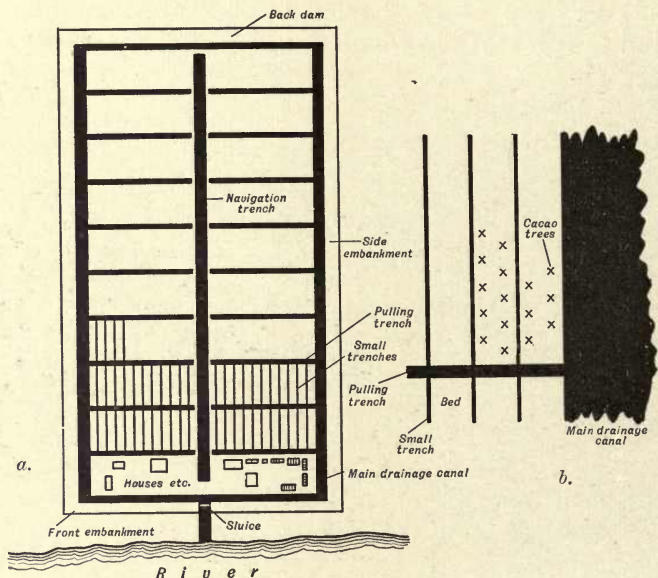 Back dam
Navigation
trench
Side
embankment
Pulling
trench
Small
trenches
a.
Houses etc.
Main drainage canal
Front embankment
Sluice
River
Cacao
trees
Pulling
trench
Bed
Small
trench
Main drainage
canal
b.